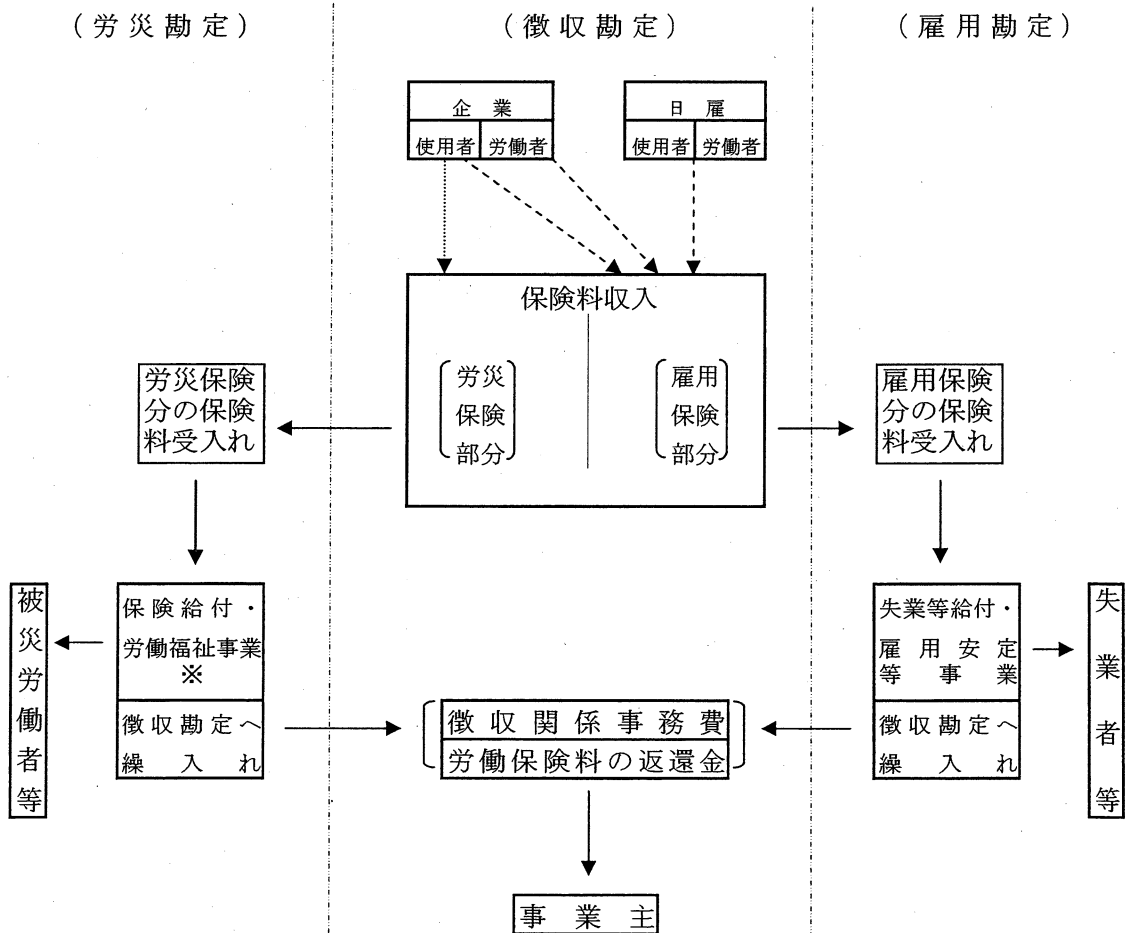 （労災勘定）
（徴収勘定）
（雇用勘定）
企業
使用者
労働者
日雇
使用者
労働者
保険料収入
労災
保険
部分
雇用
保険
部分
労災保険
分の保険
料受入れ
雇用保険
分の保険
料受入れ
被災労働者等
保険給付・
労働福祉事業
※
徴収勘定へ
繰入れ
徴収関係事務費
労働保険料の返還金
失業等給付・
雇用安定
等事業
徴収勘定へ
繰入れ
失業者等
事業主